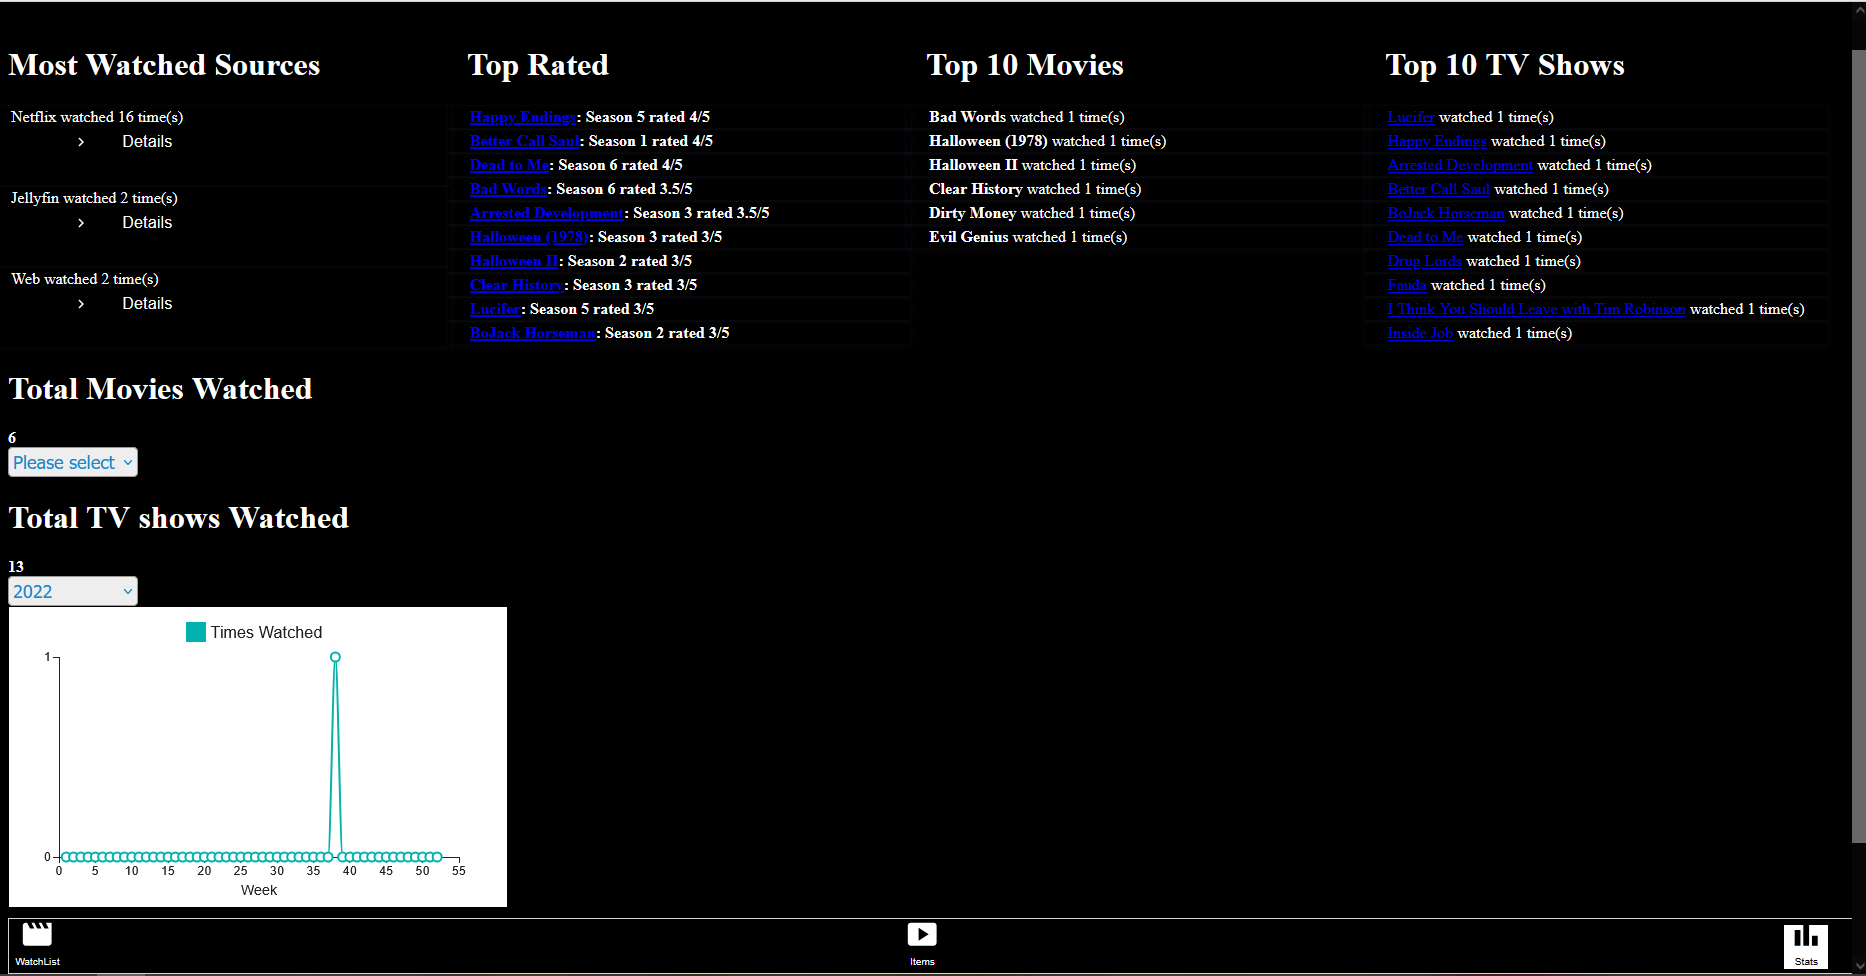 Most Watched Sources
Netflix watched 16 time(s)
Details
Jellyfin watched 2 time(s)
Details
Web watched 2 time(s)
Details
Top Rated
Happy Endings: Season 5 rated 4/5
Better Call Saul: Season 1 rated 4/5
Dead to Me: Season 6 rated 4/5
Bad Words: Season 6 rated 3.5/5
Arrested Development: Season 3 rated 3.5/5
Halloween (1978): Season 3 rated 3/5
Halloween II: Season 2 rated 3/5
Clear History: Season 3 rated 3/5
Lucifer: Season 5 rated 3/5
BoJack Horseman: Season 2 rated 3/5
Top 10 Movies
Bad Words watched 1 time(s)
Halloween (1978) watched 1 time(s)
Halloween II watched 1 time(s)
Clear History watched 1 time(s)
Dirty Money watched 1 time(s)
Evil Genius watched 1 time(s)
Top 10 TV Shows
Lucifer watched 1 time(s)
Happy Endings watched 1 time(s)
Arrested Development watched 1 time(s)
Better Call Saul watched 1 time(s)
BoJack Horseman watched 1 time(s)
Dead to Me watched 1 time(s)
Drug Lords watched 1 time(s)
Fauda watched 1 time(s)
I Think You Should Leave with Tim Robinson watched 1 time(s)
Inside Job watched 1 time(s)
Total Movies Watched
6
Please select
Total TV shows Watched
13
2022
Times Watched
1
0
0 5 10 15 20 25 30 35 40 45 50 55
Week
WatchList
Items
Stats